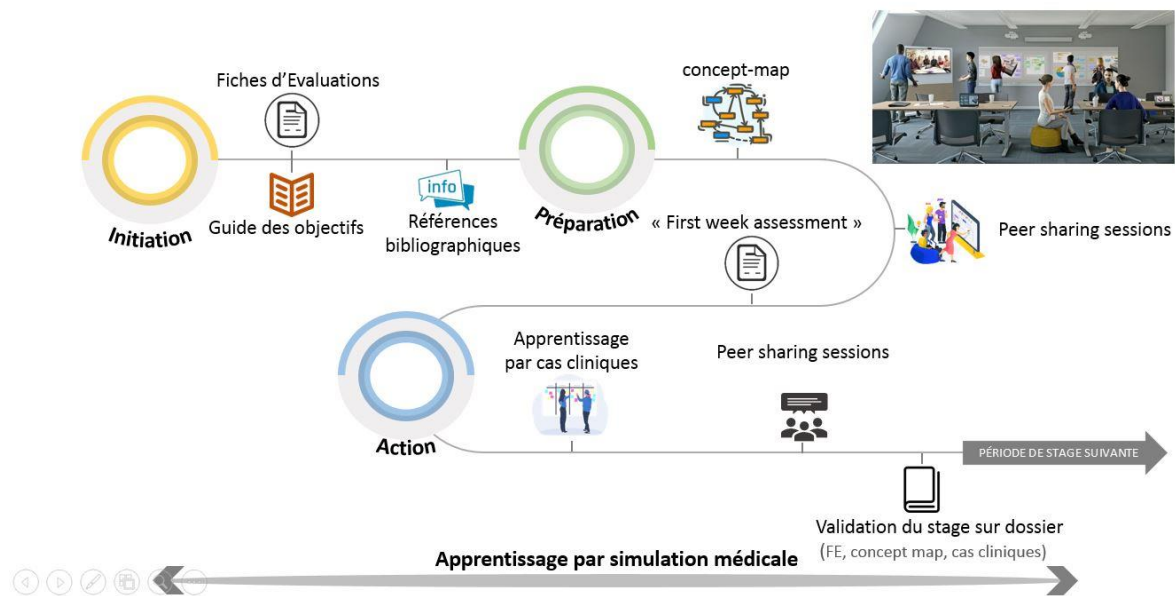 Fiches d'Evaluations
concept-map
info
Initiation
Guide des objectifs
Références
bibliographiques
Préparation
« First week assessment »
Peer sharing sessions
Apprentissage
par cas cliniques
Peer sharing sessions
Action
PÉRIODE DE STAGE SUIVANTE
Validation du stage sur dossier
(FE, concept map, cas cliniques)
Apprentissage par simulation médicale